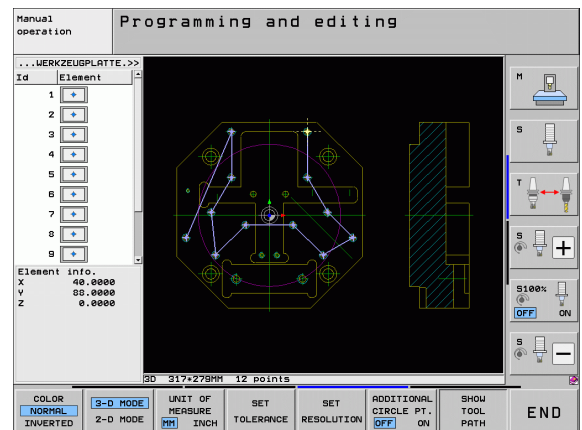 Manual
operation
Programming and editing
...WERKZEUGPLATTE.>>
Id Element
1
2
3
4
5
6
7
8
9
Element info.
X 40.0000
Y 88.0000
Z 0.0000
3D 317*279MM 12 points
M
S
T
S
+
S100%
OFF ON
S
−
COLOR
NORMAL
INVERTED
3-D MODE
2-D MODE
UNIT OF
MEASURE
MM INCH
SET
TOLERANCE
SET
RESOLUTION
ADDITIONAL
CIRCLE PT.
OFF ON
SHOW
TOOL
PATH
END